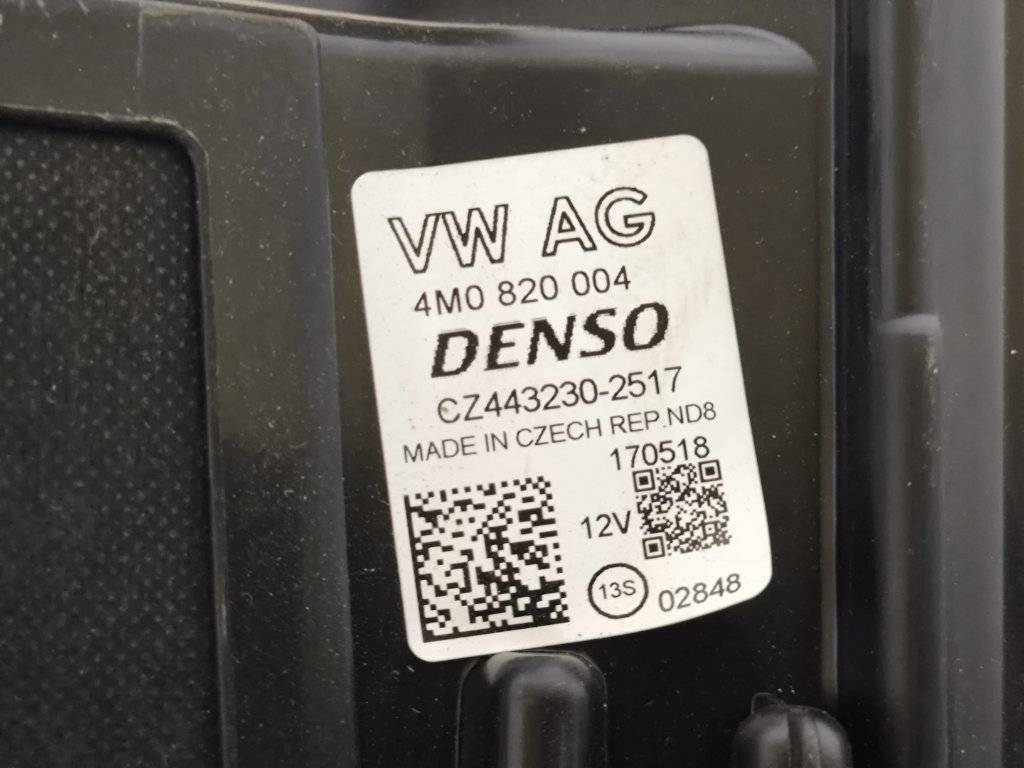 VW AG
4M0 820 004
DENSO
CZ443230-2517
MADE IN CZECH REP.ND8
170518
12V
13S
02848